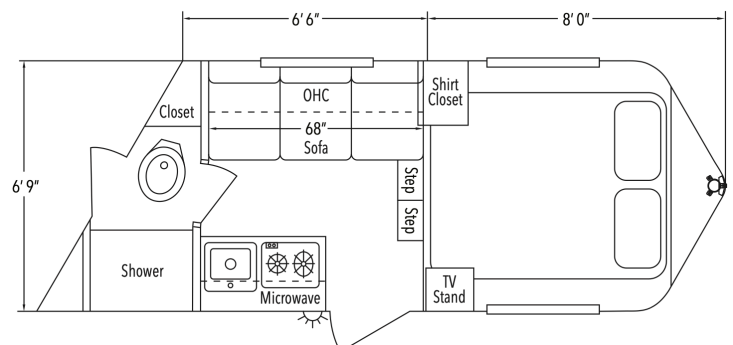 6' 6"
8' 0"
Shirt
Closet
OHC
Closet
68"
Sofa
6' 9"
Step
Step
Shower
TV
Stand
Microwave